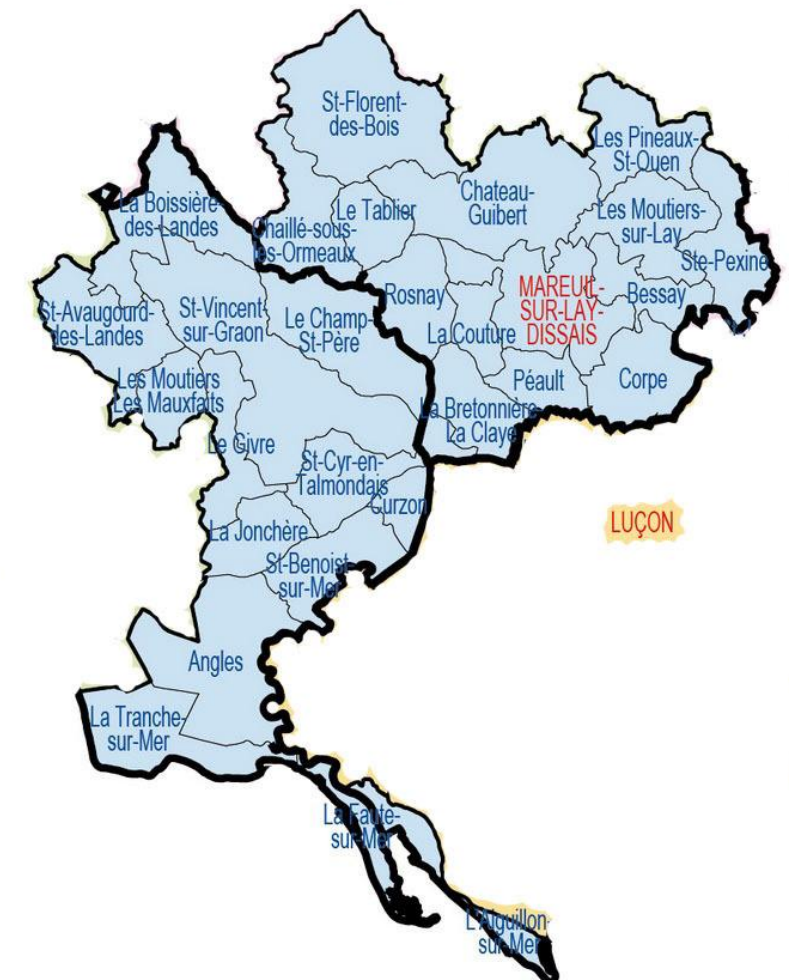 St-Florent-
des-Bois
Les Pineaux-
St-Ouen
La Boissière-
des-Landes
Le Tablier
Chateau-
Guibert
Les Moutiers-
sur-Lay
Chaillé-sous-
les-Ormeaux
Ste-Pexine
Rosnay
MAREUIL-
SUR-LAY-
DISSAIS
Bessay
St-Avaugourd-
des-Landes
St-Vincent-
sur-Graon
Le Champ-
St-Père
La Couture
Les Moutiers
Les Mauxfaits
Péault
Corpe
La Bretonnière-
La Claye
Le Givre
St-Cyr-en-
Talmondais
Curzon
LUÇON
La Jonchère
St-Benoist-
sur-Mer
Angles
La Tranche-
sur-Mer
La Faute-
sur-Mer
L'Aiguillon-
sur-Mer